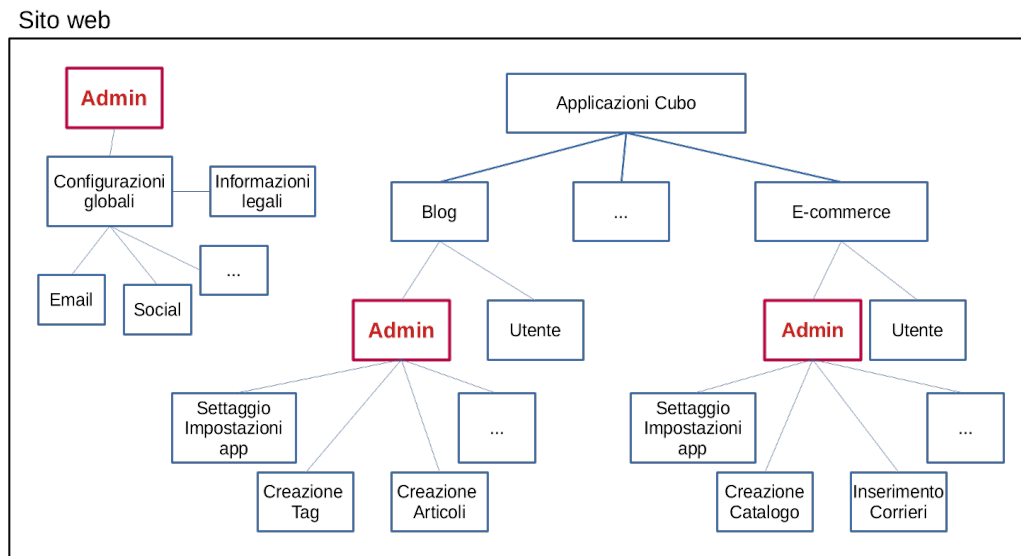 Sito web
Admin
Configurazioni
globali
Informazioni
legali
Email
Social
...
Applicazioni Cubo
Blog
...
E-commerce
Admin
Utente
Settaggio
Impostazioni
app
Creazione
Tag
Creazione
Articoli
...
Admin
Utente
Settaggio
Impostazioni
app
Creazione
Catalogo
Inserimento
Corrieri
...